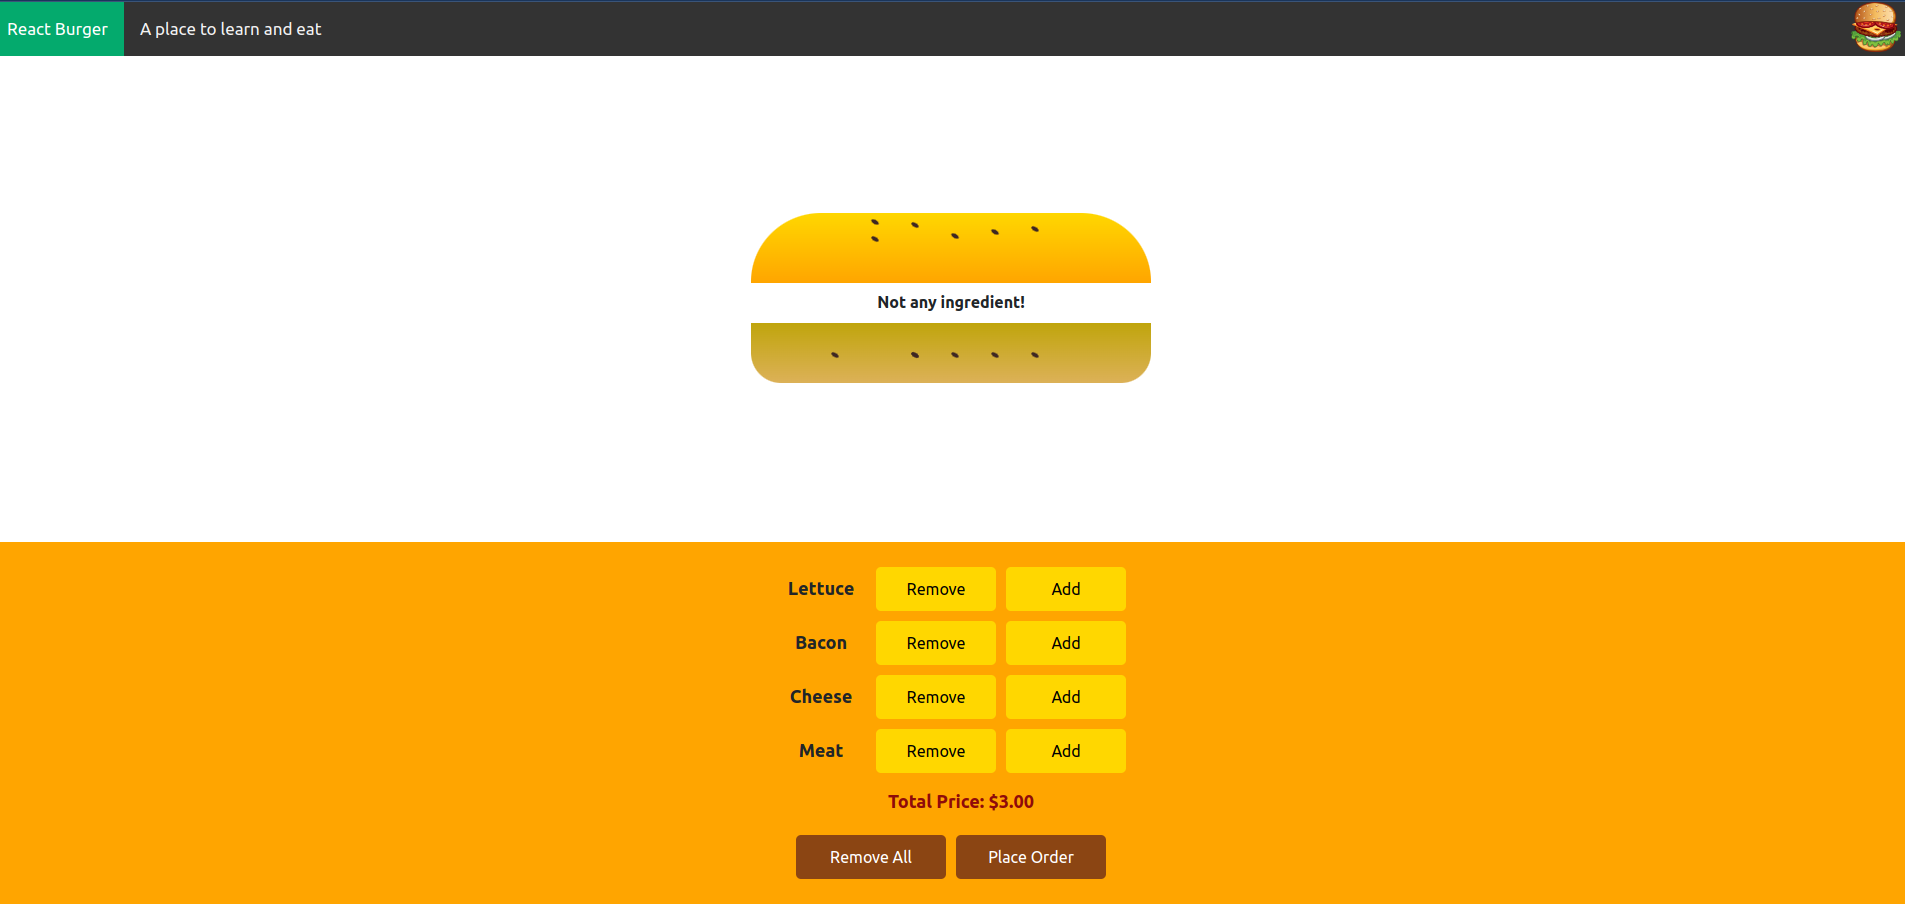 React Burger A place to learn and eat
Not any ingredient!
Lettuce Remove Add
Bacon Remove Add
Cheese Remove Add
Meat Remove Add
Total Price: $3.00
Remove All Place Order